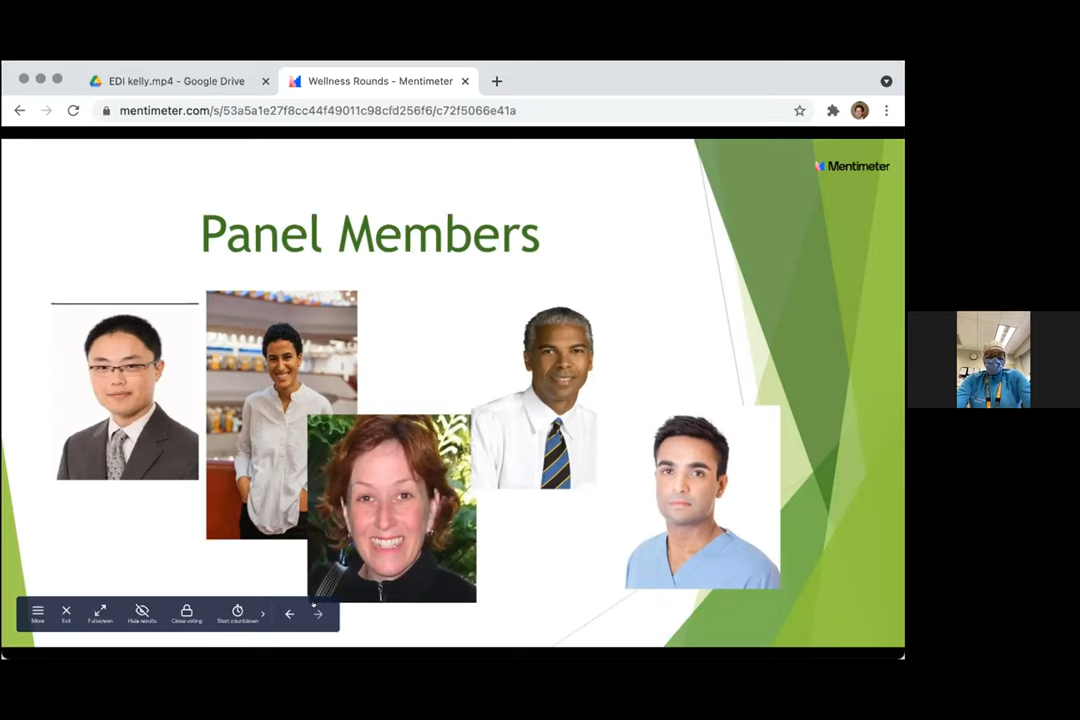 EDI kelly.mp4 - Google Drive
Wellness Rounds - Mentimeter
mentimeter.com/s/53a5a1e27f8cc44f49011c98cfd256f6/c72f5066e41a
Mentimeter
Panel Members
More
Exit
Fullscreen
Hide results
Close voting
Start countdown